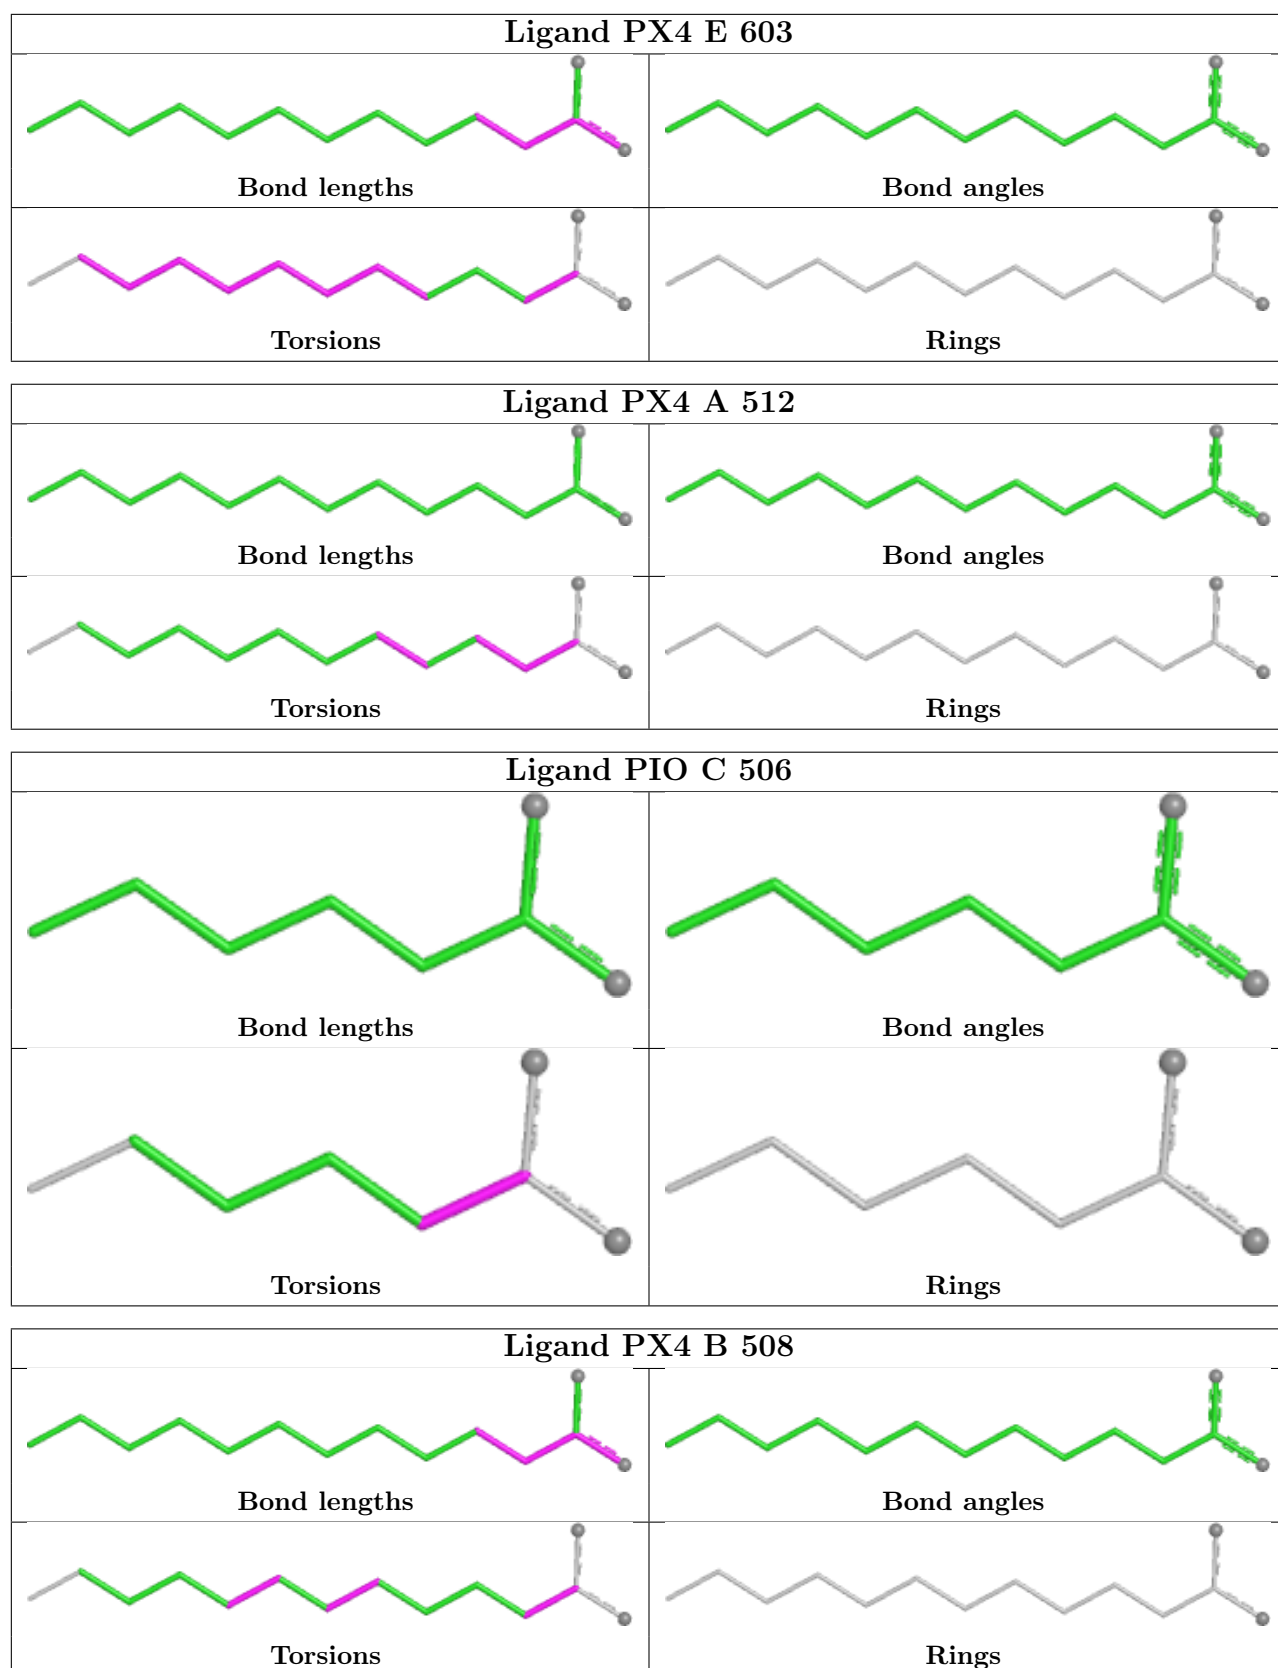 Ligand PX4 E 603
Bond lengths Bond angles
Torsions Rings
Ligand PX4 A 512
Bond lengths Bond angles
Torsions Rings
Ligand PIO C 506
Bond lengths Bond angles
Torsions Rings
Ligand PX4 B 508
Bond lengths Bond angles
Torsions Rings